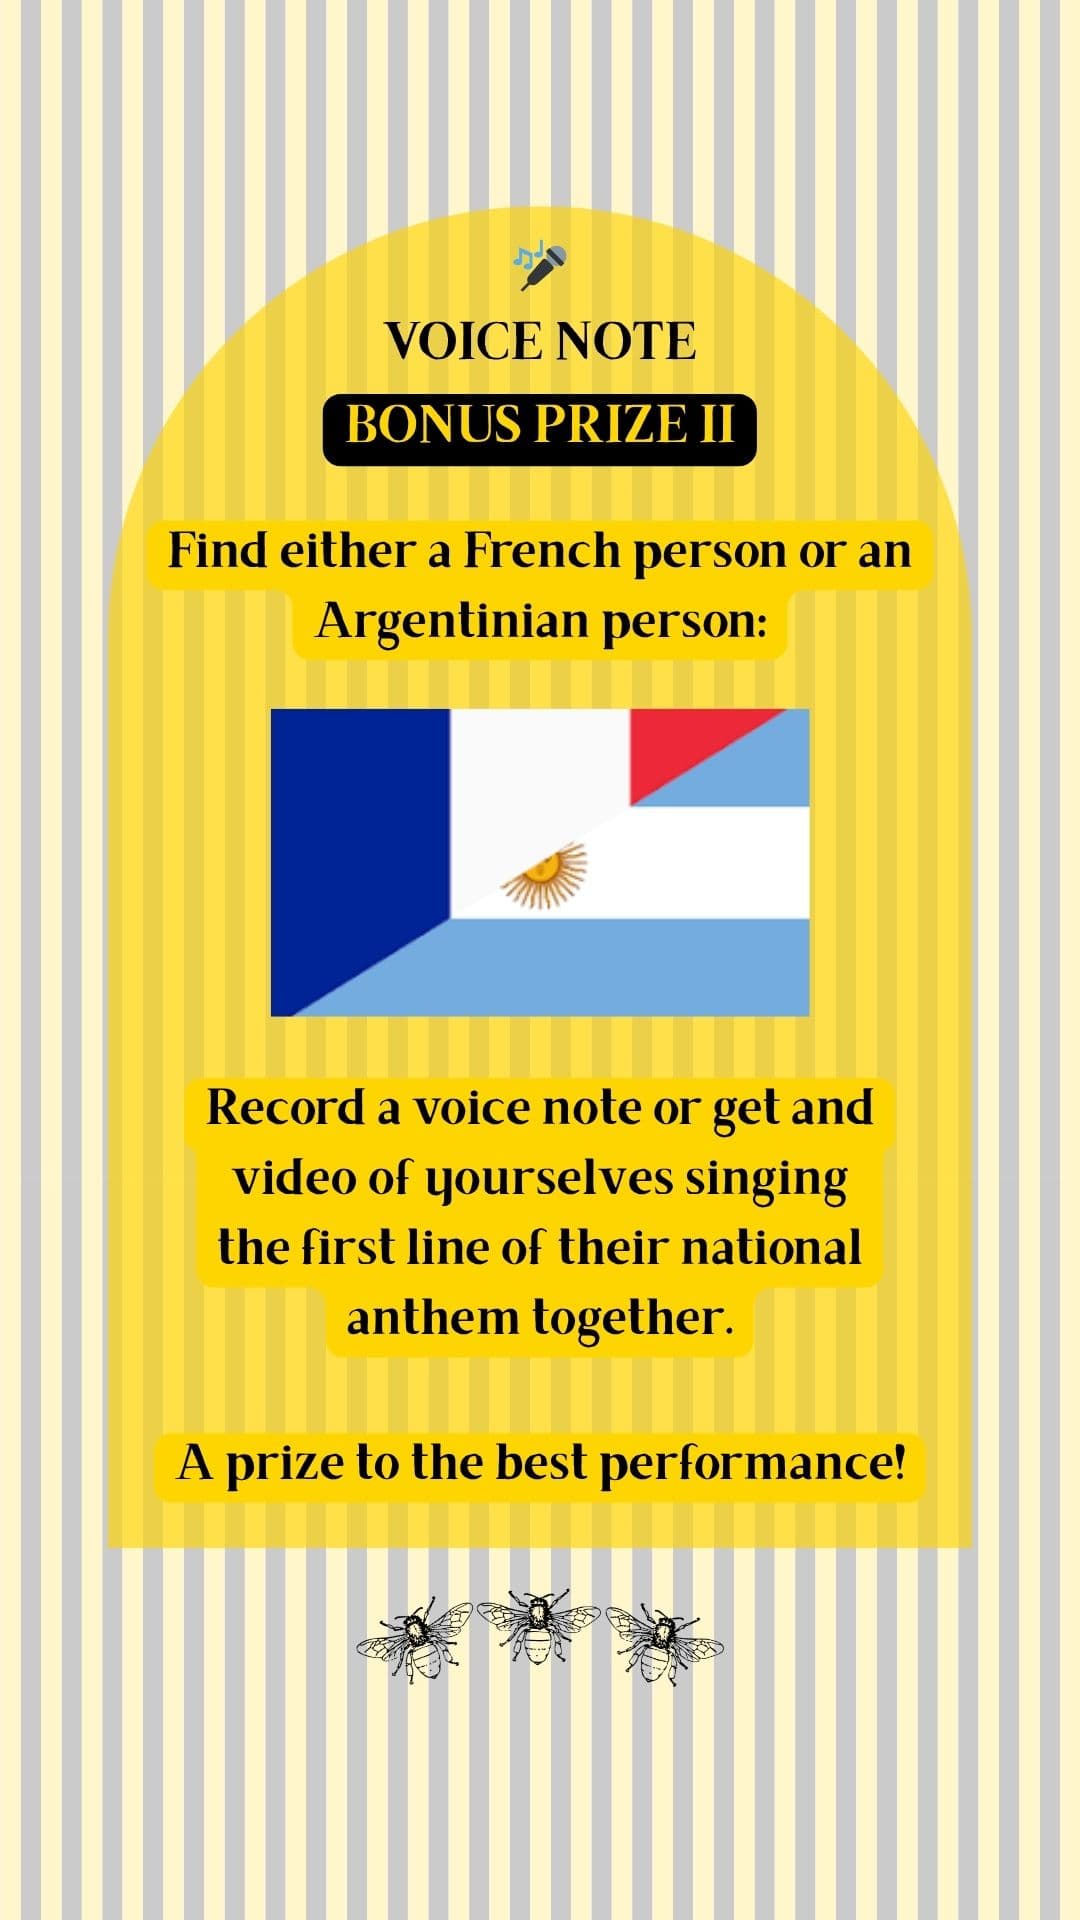 VOICE NOTE
BONUS PRIZE II
Find either a French person or an
Argentinian person:
Record a voice note or get and
video of yourselves singing
the first line of their national
anthem together.
A prize to the best performance!